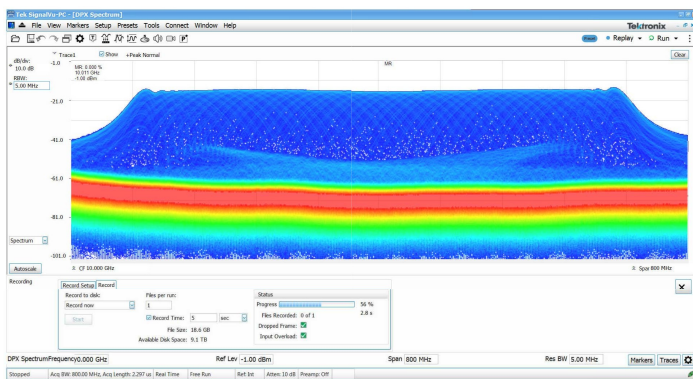 Tek SignalVu-PC - [DPX Spectrum]
File View Markers Setup Presets Tools Connect Window Help
Tektronix
Replay Run
Trace1 Show +Peak Normal Clear
dB/div: 10.0 dB
RBW: 5.00 MHz
-1.0
MR: 0.000 %
10.011 GHz
-1.00 dBm
MR
-21.0
-41.0
-61.0
-81.0
-101.0
Spectrum
Autoscale CF 10.000 GHz Span 800 MHz
Recording
Record Setup Record
Record to disk: Files per run:
Record now 1
Start Record Time: 5 sec
File Size: 18.6 GB
Available Disk Space: 9.1 TB
Status
Progress 56 %
Files Recorded: 0 of 1 2.8 s
Dropped Frame:
Input Overload:
DPX Spectrum Frequency 0.000 GHz Ref Lev -1.00 dBm Span 800 MHz Res BW 5.00 MHz Markers Traces
Stopped Acq BW: 800.00 MHz, Acq Length: 2.297 us Real Time Free Run Ref: Int Atten: 10 dB Preamp: Off